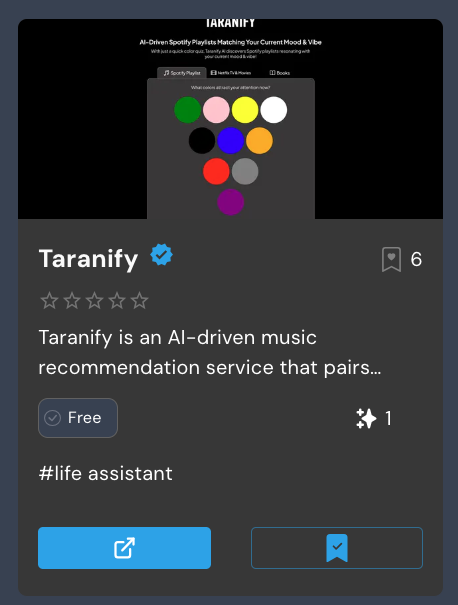 TARANIFY
AI-Driven Spotify Playlists Matching Your Current Mood & Vibe
With just a quick color quiz, Taranify AI discovers Spotify playlists resonating with
your current mood & vibe!
Spotify Playlist
Netflix TV& Movies
Books
What colors attract your attention now?
Taranify
6
Taranify is an AI-driven music
recommendation service that pairs...
Free
1
#life assistant